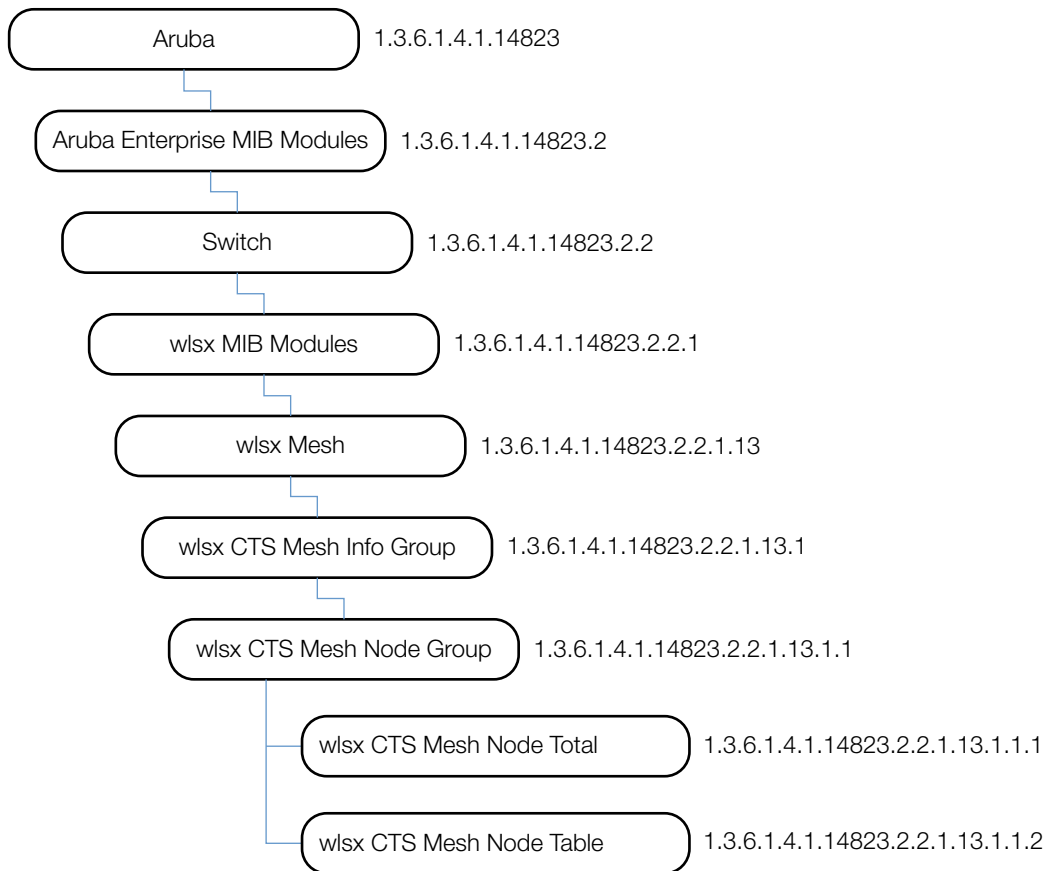 Aruba 1.3.6.1.4.1.14823
Aruba Enterprise MIB Modules 1.3.6.1.4.1.14823.2
Switch 1.3.6.1.4.1.14823.2.2
wlsx MIB Modules 1.3.6.1.4.1.14823.2.2.1
wlsx Mesh 1.3.6.1.4.1.14823.2.2.1.13
wlsx CTS Mesh Info Group 1.3.6.1.4.1.14823.2.2.1.13.1
wlsx CTS Mesh Node Group 1.3.6.1.4.1.14823.2.2.1.13.1.1
wlsx CTS Mesh Node Total 1.3.6.1.4.1.14823.2.2.1.13.1.1.1
wlsx CTS Mesh Node Table 1.3.6.1.4.1.14823.2.2.1.13.1.1.2